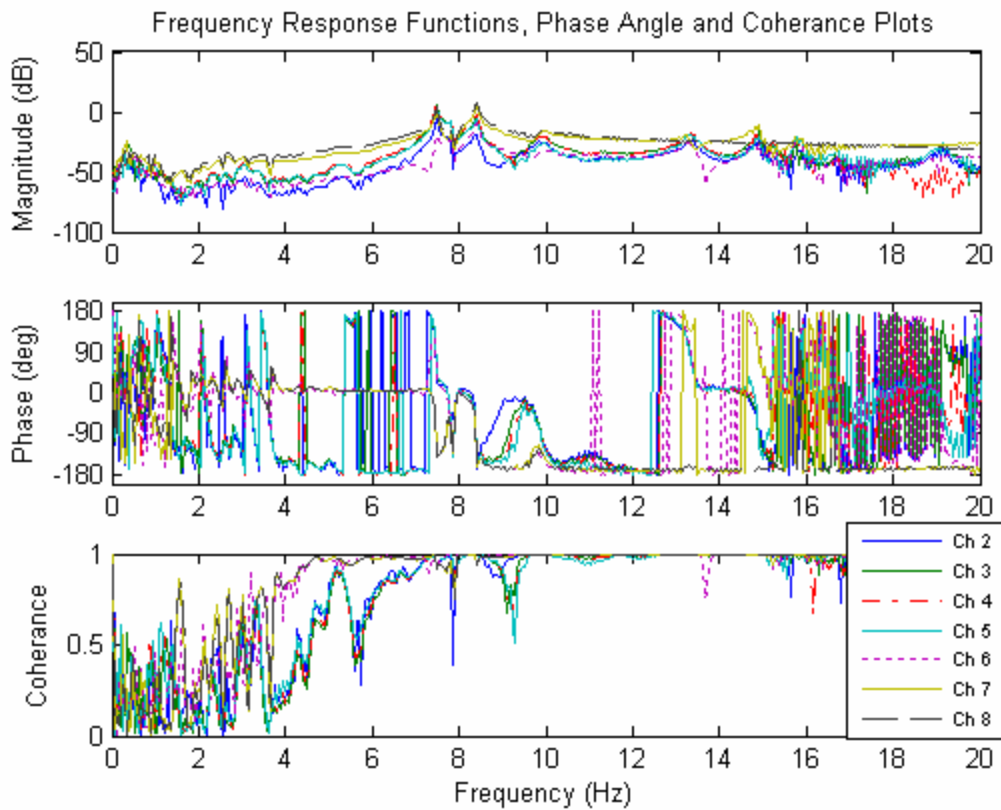 Frequency Response Functions, Phase Angle and Coherance Plots
Magnitude (dB)
50
0
-50
-100
0 2 4 6 8 10 12 14 16 18 20
Hz
Phase (deg)
180
90
0
-90
-180
0 2 4 6 8 10 12 14 16 18 20
Hz
Coherance
1
0.5
0
Ch 2
Ch 3
Ch 4
Ch 5
Ch 6
Ch 7
Ch 8
0 2 4 6 8 10 12 14 16 18 20
Frequency (Hz)